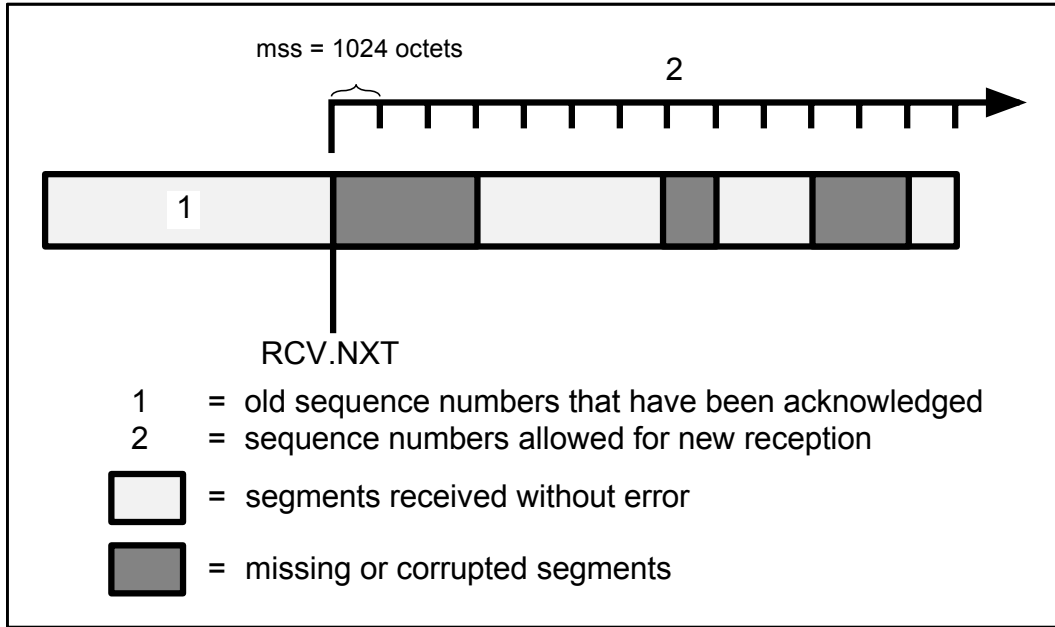 mss = 1024 octets
2
1
RCV.NXT
1 = old sequence numbers that have been acknowledged
2 = sequence numbers allowed for new reception
= segments received without error
= missing or corrupted segments